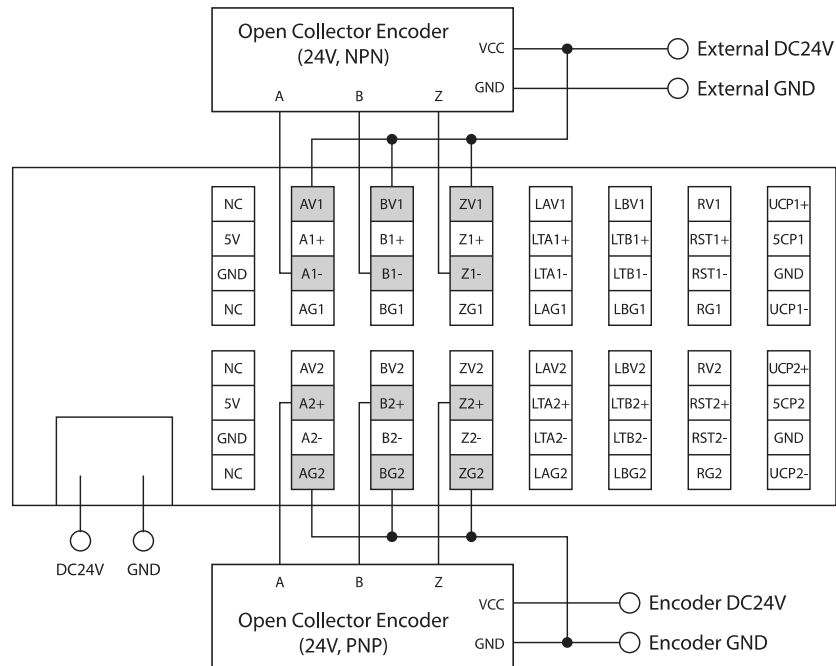 Open Collector Encoder
(24V, NPN)
VCC
GND
A B Z
External DC24V
External GND
NC AV1 BV1 ZV1 LAV1 LBV1 RV1 UCP1+
5V A1+ B1+ Z1+ LTA1+ LTB1+ RST1+ 5CP1
GND A1- B1- Z1- LTA1- LTB1- RST1- GND
NC AG1 BG1 ZG1 LAG1 LBG1 RG1 UCP1-
NC AV2 BV2 ZV2 LAV2 LBV2 RV2 UCP2+
5V A2+ B2+ Z2+ LTA2+ LTB2+ RST2+ 5CP2
GND A2- B2- Z2- LTA2- LTB2- RST2- GND
NC AG2 BG2 ZG2 LAG2 LBG2 RG2 UCP2-
DC24V GND
A B Z
Open Collector Encoder
(24V, PNP)
VCC
GND
Encoder DC24V
Encoder GND